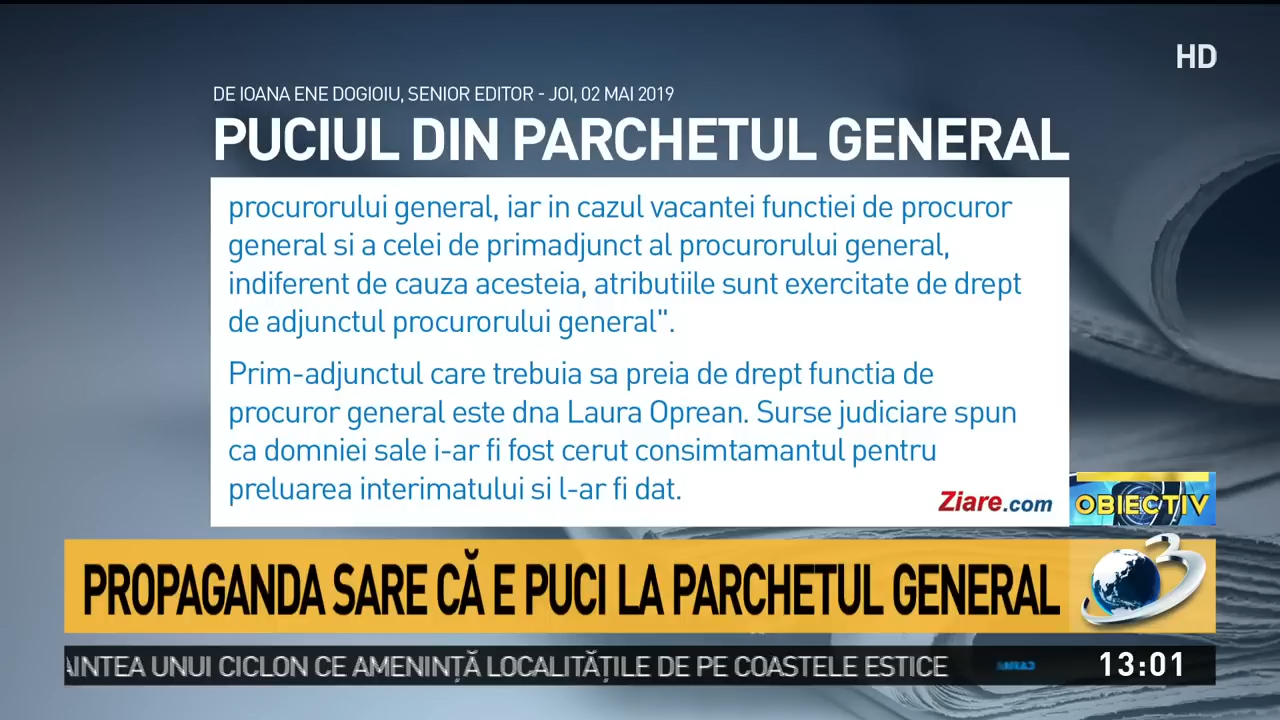 HD
DE IOANA ENE DOGIOIU, SENIOR EDITOR - JOI, 02 MAI 2019
PUCIUL DIN PARCHETUL GENERAL
procurorului general, iar in cazul vacantei functiei de procuror
general si a celei de primadjunct al procurorului general,
indiferent de cauza acesteia, atributiile sunt exercitate de drept
de adjunctul procurorului general".
Prim-adjunctul care trebuia sa preia de drept functia de
procuror general este dna Laura Oprean. Surse judiciare spun
ca domniei sale i-ar fi fost cerut consimtamantul pentru
preluarea interimatului si l-ar fi dat.
Ziare.com
OBIECTIV
PROPAGANDA SARE CĂ E PUCI LA PARCHETUL GENERAL
3
AINTEA UNUI CICLON CE AMENINȚĂ LOCALITĂȚILE DE PE COASTELE ESTICE
13:01